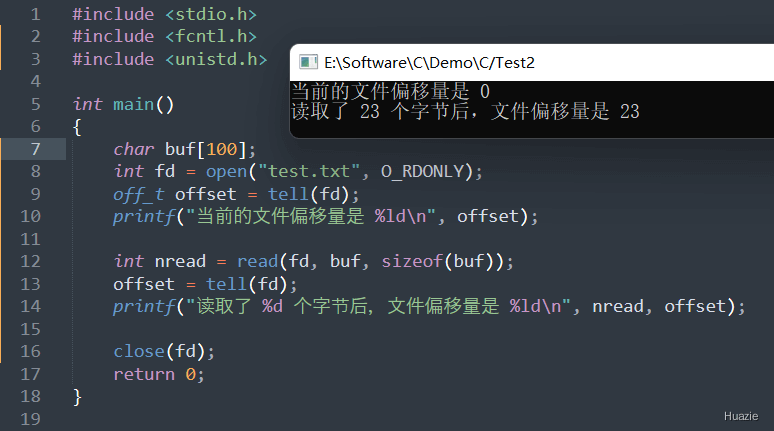 1 #include <stdio.h>
2 #include <fcntl.h>
3 #include <unistd.h>
4
5 int main()
6 {
7     char buf[100];
8     int fd = open("test.txt", O_RDONLY);
9     off_t offset = tell(fd);
10     printf("当前的文件偏移量是 %ld\n", offset);
11
12     int nread = read(fd, buf, sizeof(buf));
13     offset = tell(fd);
14     printf("读取了 %d 个字节后, 文件偏移量是 %ld\n", nread, offset);
15
16     close(fd);
17     return 0;
18 }
19
E:\Software\C\Demo\C/Test2
当前的文件偏移量是 0
读取了 23 个字节后，文件偏移量是 23
Huazie